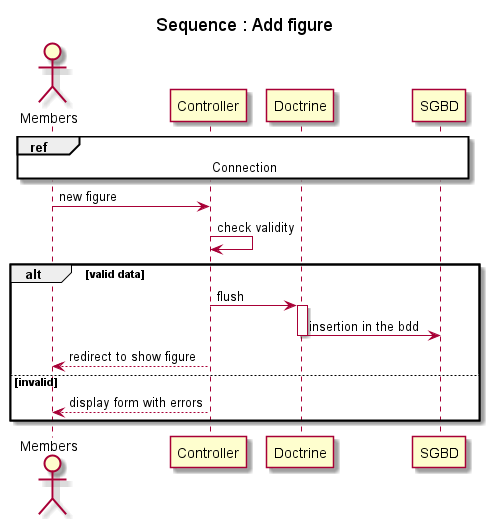 Sequence : Add figure
Members
Controller
Doctrine
SGBD
ref
Connection
new figure
check validity
alt [valid data]
flush
insertion in the bdd
redirect to show figure
[invalid]
display form with errors
Members
Controller
Doctrine
SGBD